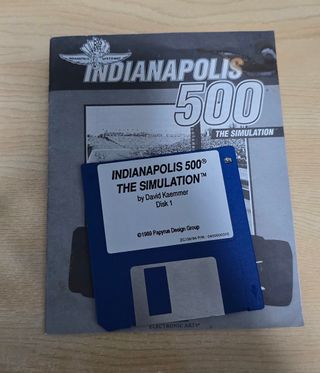 INDIANAPOLIS
500
THE SIMULATION
INDIANAPOLIS 500®
THE SIMULATION™
by David Kaemmer
Disk 1
©1989 Papyrus Design Group
ELECTRONIC ARTS®